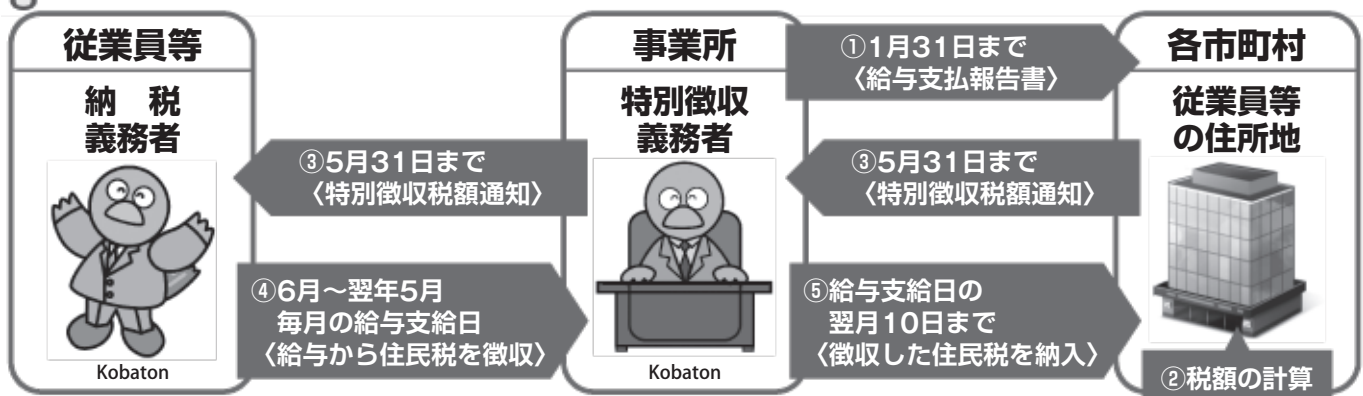 従業員等
納　税
義務者
Kobaton
事業所
特別徴収
義務者
Kobaton
各市町村
従業員等
の住所地
①1月31日まで
〈給与支払報告書〉
②税額の計算
③5月31日まで
〈特別徴収税額通知〉
③5月31日まで
〈特別徴収税額通知〉
④6月～翌年5月
毎月の給与支給日
〈給与から住民税を徴収〉
⑤給与支給日の
翌月10日まで
〈徴収した住民税を納入〉